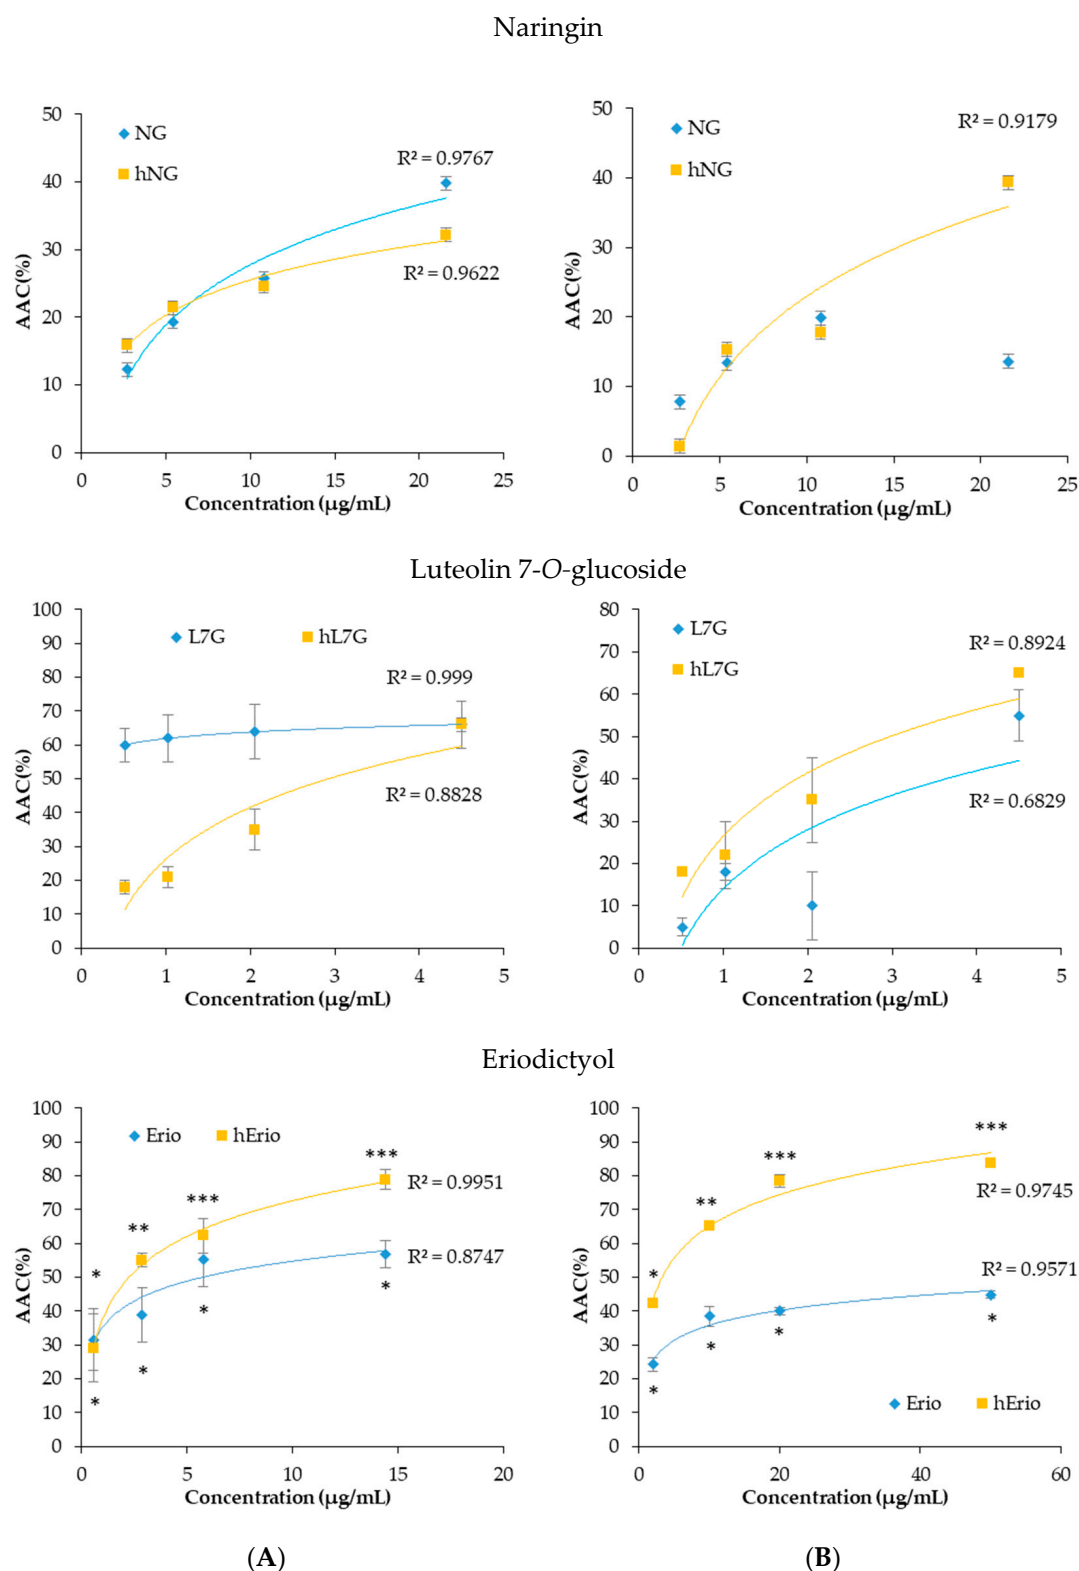 Naringin
50
40
30
20
10
0
AAC(%)
NG
hNG
R² = 0.9767
R² = 0.9622
0 5 10 15 20 25
Concentration (µg/mL)
50
40
30
20
10
0
AAC(%)
NG
hNG
R² = 0.9179
0 5 10 15 20 25
Concentration (µg/mL)
Luteolin 7-O-glucoside
100
90
80
70
60
50
40
30
20
10
0
AAC(%)
L7G hL7G
R² = 0.999
R² = 0.8828
0 1 2 3 4 5
Concentration (µg/mL)
80
70
60
50
40
30
20
10
0
AAC(%)
L7G
hL7G
R² = 0.8924
R² = 0.6829
0 1 2 3 4 5
Concentration (µg/mL)
Eriodictyol
100
90
80
70
60
50
40
30
20
10
0
AAC(%)
Erio hErio
* ** *** ***
R² = 0.9951
R² = 0.8747
* * * *
0 5 10 15 20
Concentration (µg/mL)
100
90
80
70
60
50
40
30
20
10
0
AAC(%)
* ** *** ***
R² = 0.9745
R² = 0.9571
* * * *
Erio hErio
0 20 40 60
Concentration (µg/mL)
(A) (B)